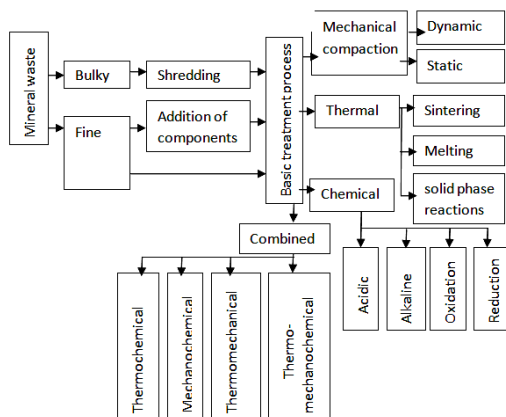 Mineral waste
Bulky
Fine
Shredding
Addition of
components
Basic treatment process
Mechanical
compaction
Dynamic
Static
Thermal
Sintering
Melting
solid phase
reactions
Chemical
Acidic
Alkaline
Oxidation
Reduction
Combined
Thermochemical
Mechanochemical
Thermomechanical
Thermo-
mechanochemical